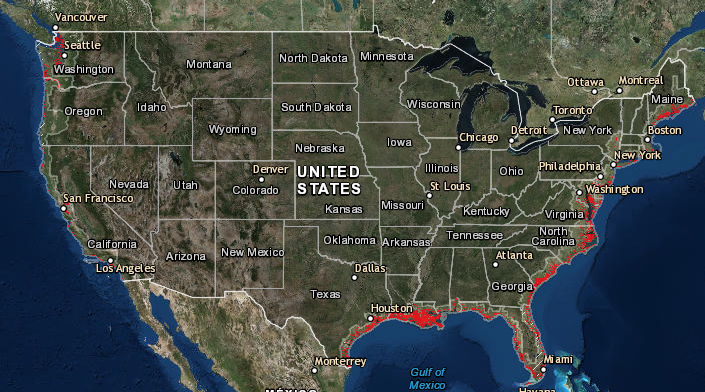 Vancouver
Seattle
Washington
Montana
North Dakota
Minnesota
Ottawa
Montreal
Maine
Oregon
Idaho
South Dakota
Wisconsin
Toronto
Wyoming
New York
Boston
Iowa
Chicago
Detroit
Nebraska
New York
Philadelphia
Denver
UNITED
STATES
Illinois
Ohio
Nevada
Utah
Colorado
St Louis
Washington
San Francisco
Kansas
Missouri
Kentucky
Virginia
California
Tennessee
North
Carolina
Oklahoma
Arkansas
Arizona
New Mexico
Los Angeles
Atlanta
Dallas
Georgia
Texas
Houston
Monterrey
Miami
Gulf of
Mexico
Havana
MÉXICO